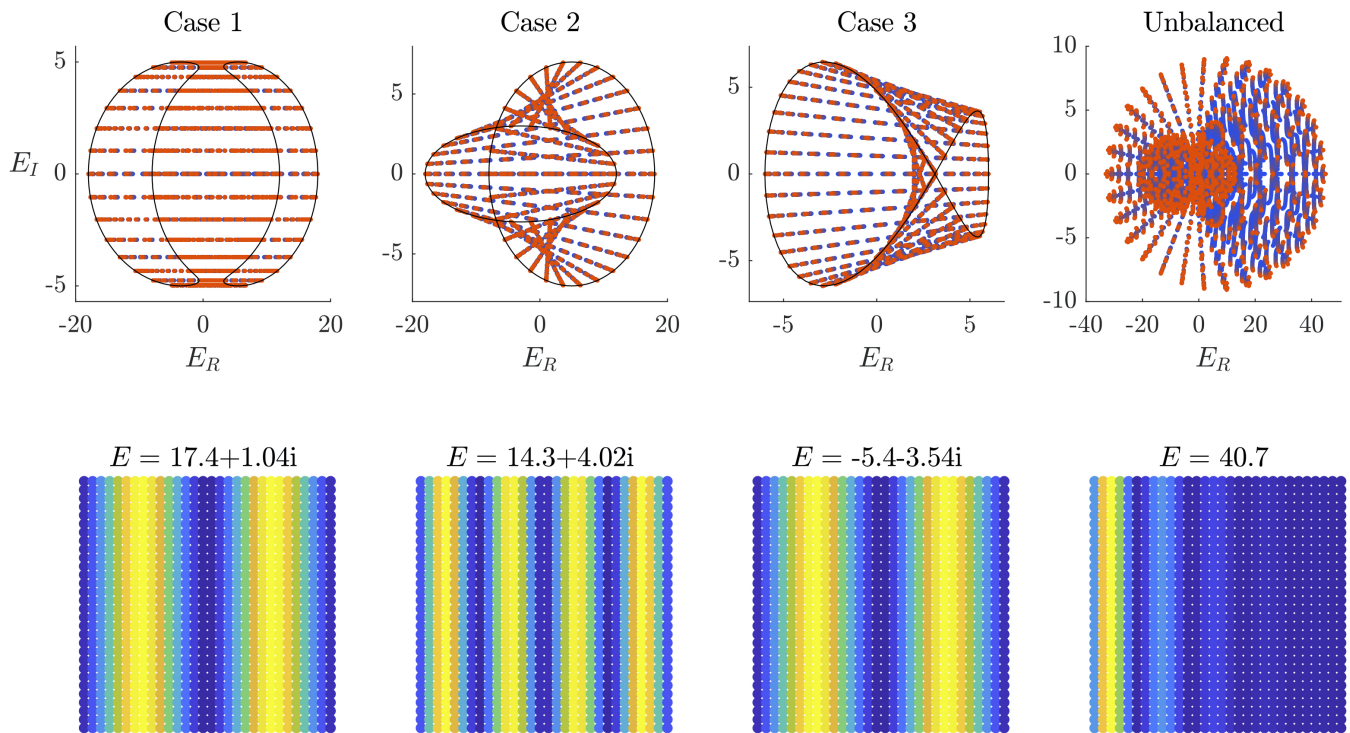 Case 1
Case 2
Case 3
Unbalanced
5
0
-5
-20
0
20
E_I
E_R
5
0
-5
-20
0
20
E_R
5
0
-5
-5
0
5
E_R
10
5
0
-5
-10
-40
-20
0
20
40
E_R
E = 17.4+1.04i
E = 14.3+4.02i
E = -5.4-3.54i
E = 40.7